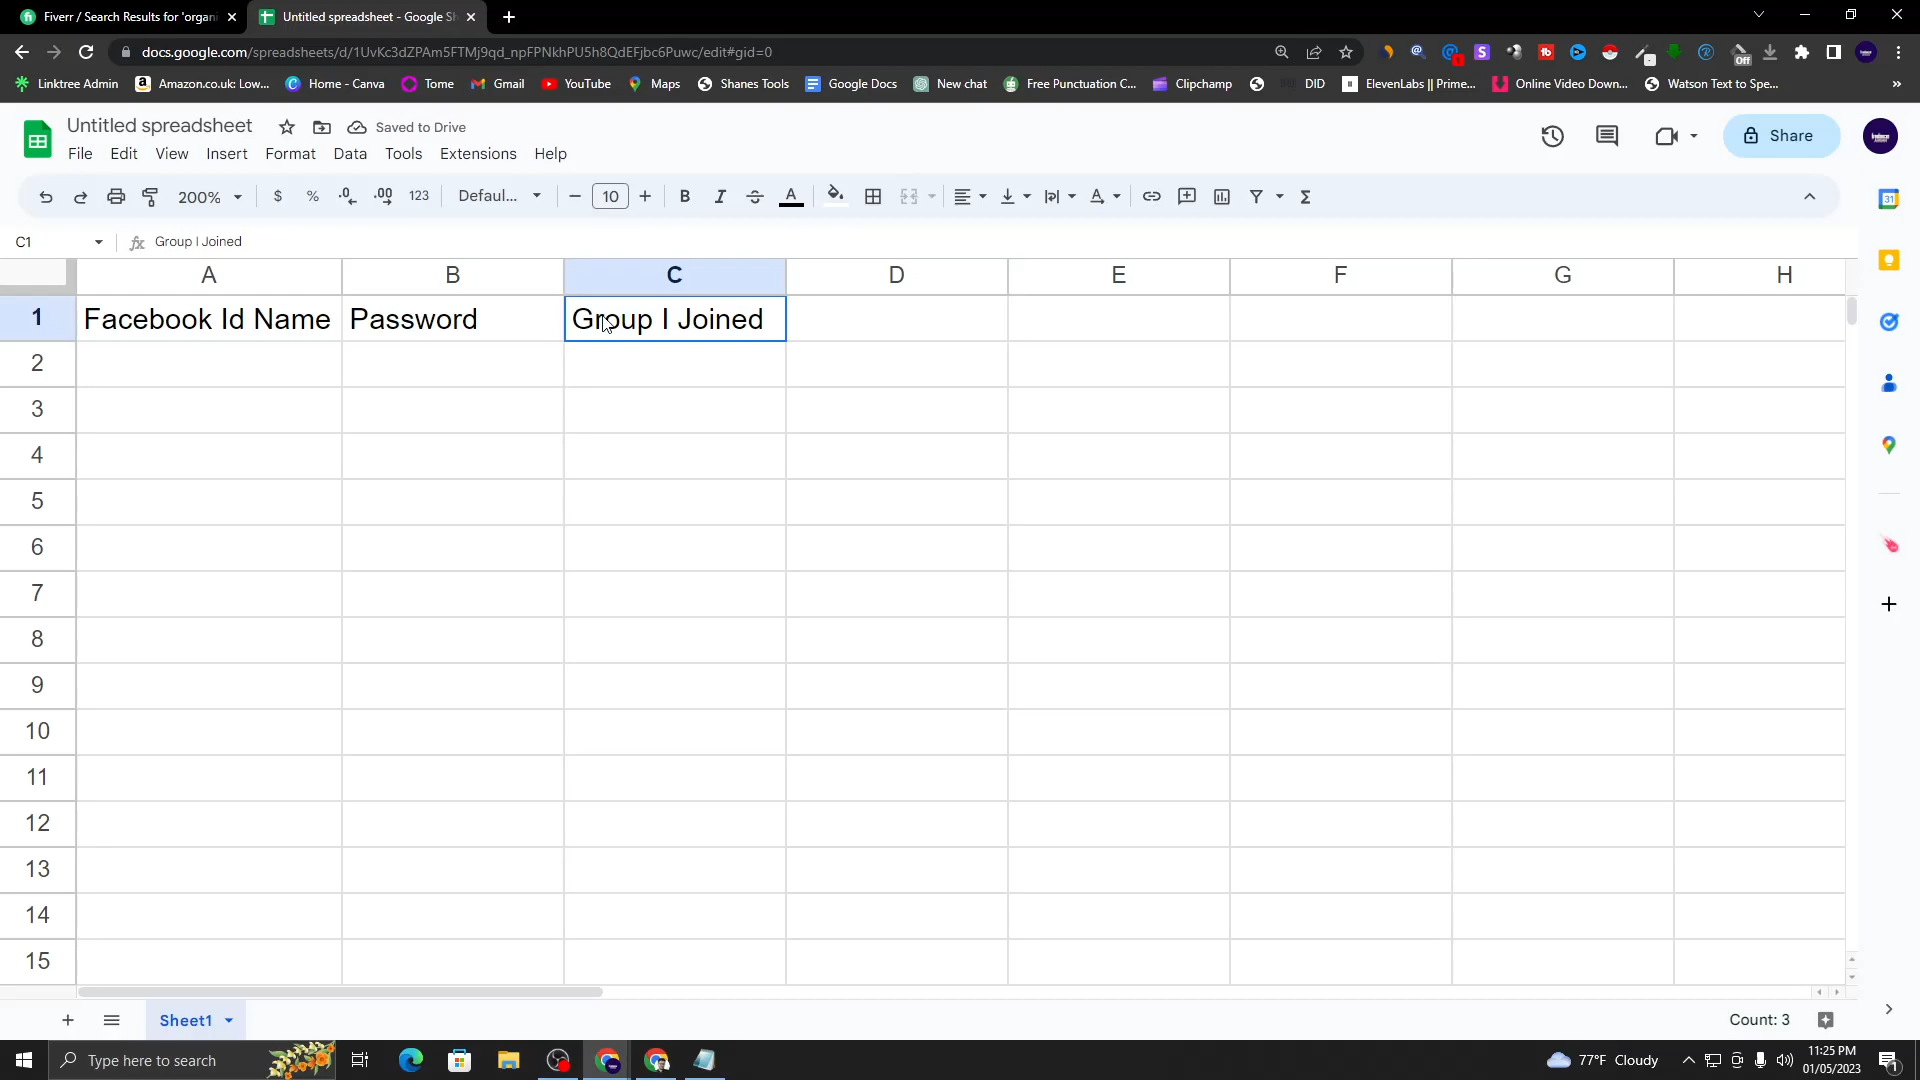 Fiverr / Search Results for 'organi
Untitled spreadsheet - Google Sh
docs.google.com/spreadsheets/d/1UvKc3dZPAm5FTMj9qd_npFPNkhPU5h8QdEFjbc6Puwc/edit#gid=0
Off
Linktree Admin
Amazon.co.uk: Low...
Home - Canva
Tome
Gmail
YouTube
Maps
Shanes Tools
Google Docs
New chat
Free Punctuation C...
Clipchamp
DID
ElevenLabs || Prime...
Online Video Down...
Watson Text to Spe...
»
Untitled spreadsheet
Saved to Drive
Share
File Edit View Insert Format Data Tools Extensions Help
200% $ % .0 .00 123 Defaul... 10 B I A Σ
31
C1 fx Group I Joined
A B C D E F G H
1 Facebook Id Name Password Group I Joined
2
3
4
5
6
7
8
9
10
11
12
13
14
15
Sheet1
Count: 3
Type here to search
77°F Cloudy
11:25 PM
01/05/2023
1